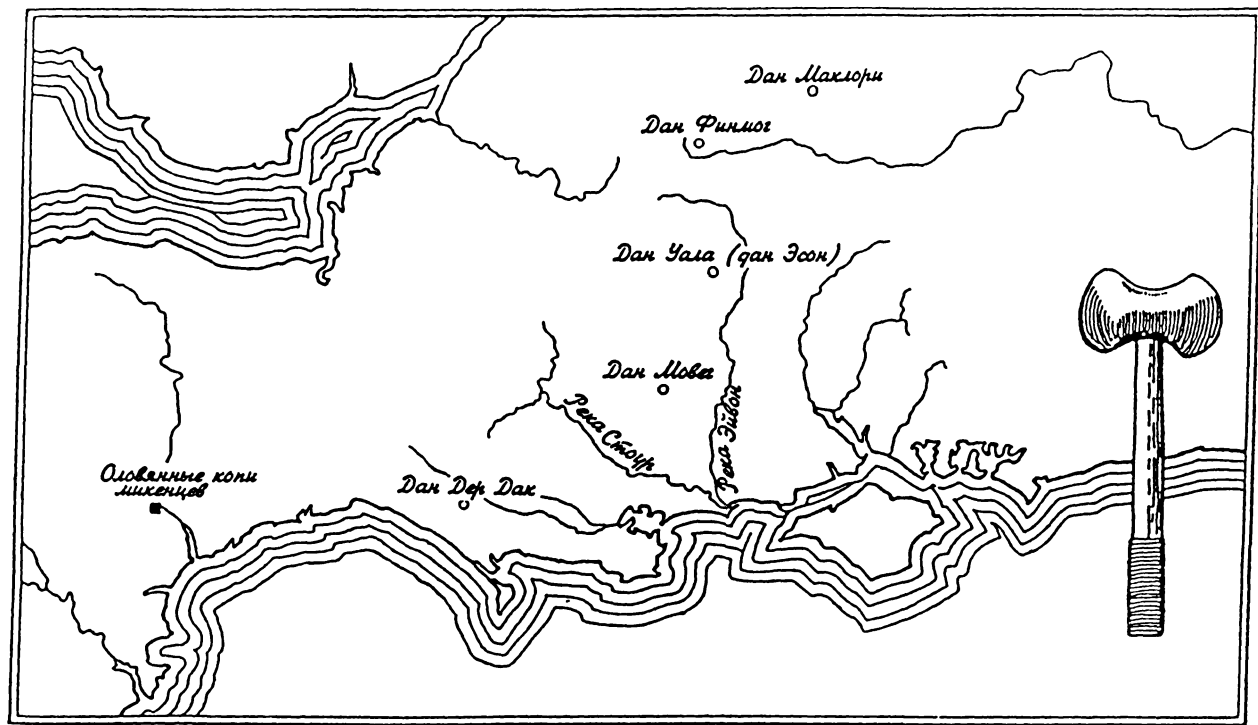 Дан Маклори
Дан Финмог
Дан Уала (дан Эсон)
Дан Мовег
Река Стоур
Река Эйвон
Оловянные копи
микенцев
Дан Дер Дак